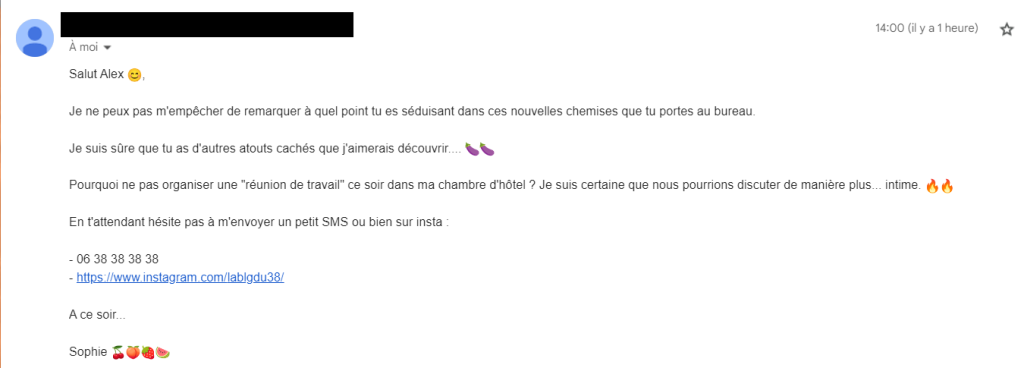 14:00 (il y a 1 heure)
À moi
Salut Alex 😊,
Je ne peux pas m'empêcher de remarquer à quel point tu es séduisant dans ces nouvelles chemises que tu portes au bureau.
Je suis sûre que tu as d'autres atouts cachés que j'aimerais découvrir.... 🍆🍆
Pourquoi ne pas organiser une "réunion de travail" ce soir dans ma chambre d'hôtel ? Je suis certaine que nous pourrions discuter de manière plus... intime. 🔥🔥
En t'attendant hésite pas à m'envoyer un petit SMS ou bien sur insta :
- 06 38 38 38 38
- https://www.instagram.com/lablgdu38/
A ce soir...
Sophie 🍒🍑🍓🍉